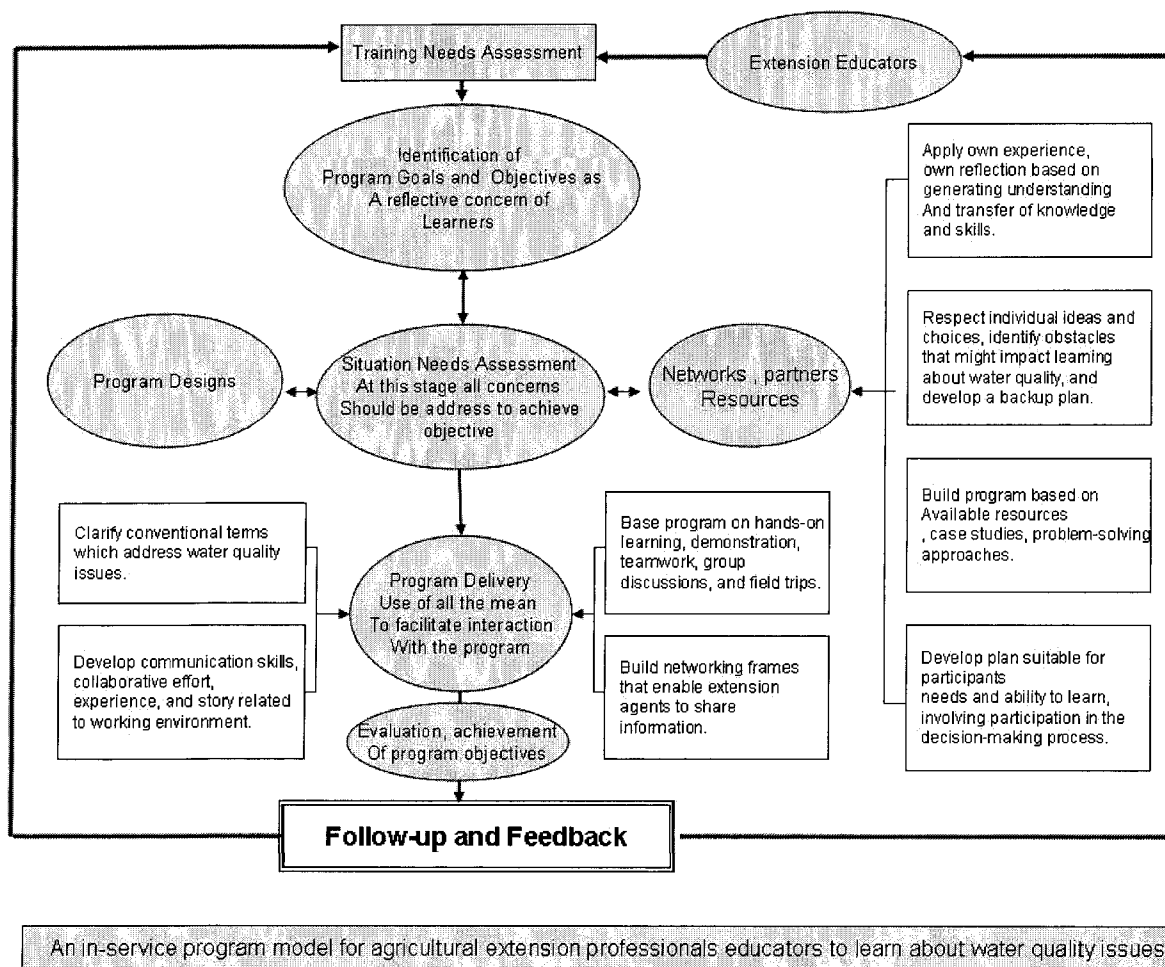 Training Needs Assessment
Extension Educators
Identification of
Program Goals and Objectives as
A reflective concern of
Learners
Apply own experience,
own reflection based on
generating understanding
And transfer of knowledge
and skills.
Program Designs
Situation Needs Assessment
At this stage all concerns
Should be address to achieve
objective
Networks , partners
Resources
Respect individual ideas and
choices, identify obstacles
that might impact learning
about water quality, and
develop a backup plan.
Clarify conventional terms
which address water quality
issues.
Base program on hands-on
learning, demonstration,
teamwork, group
discussions, and field trips.
Build program based on
Available resources
, case studies, problem-solving
approaches.
Program Delivery
Use of all the mean
To facilitate interaction
With the program
Develop communication skills,
collaborative effort,
experience, and story related
to working environment.
Build networking frames
that enable extension
agents to share
information.
Develop plan suitable for
participants
needs and ability to learn,
involving participation in the
decision-making process.
Evaluation, achievement
Of program objectives
Follow-up and Feedback
An in-service program model for agricultural extension professionals educators to learn about water quality issues